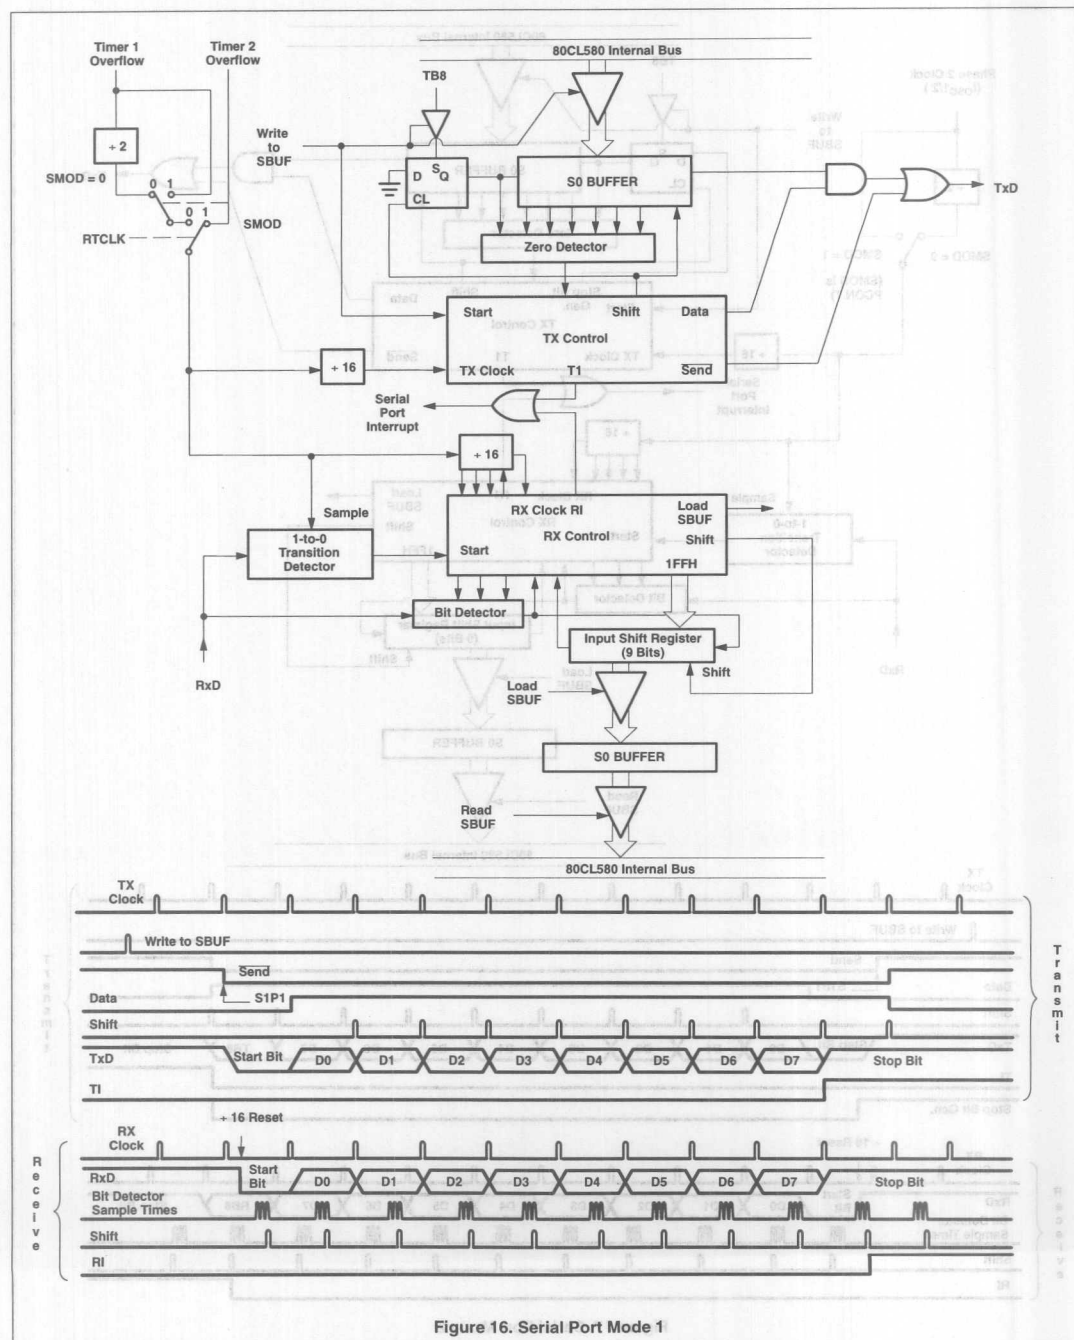 Timer 1
Overflow
Timer 2
Overflow
80CL580 Internal Bus
TB8
Write
to
SBUF
÷ 2
SMOD = 0
0 1
0 1
SMOD
RTCLK
D
S
Q
CL
S0 BUFFER
Zero Detector
TxD
Start
Shift
Data
TX Control
TX Clock
T1
Send
÷ 16
Serial
Port
Interrupt
÷ 16
Sample
1-to-0
Transition
Detector
RX Clock RI
RX Control
Start
Load
SBUF
Shift
1FFH
Bit Detector
Input Shift Register
(9 Bits)
Shift
RxD
Load
SBUF
S0 BUFFER
Read
SBUF
80CL580 Internal Bus
TX
Clock
Write to SBUF
Send
S1P1
Data
Shift
TxD
Start Bit
D0
D1
D2
D3
D4
D5
D6
D7
Stop Bit
TI
Transmit
÷ 16 Reset
RX
Clock
RxD
Start
Bit
D0
D1
D2
D3
D4
D5
D6
D7
Stop Bit
Bit Detector
Sample Times
Shift
RI
Receive
Figure 16. Serial Port Mode 1